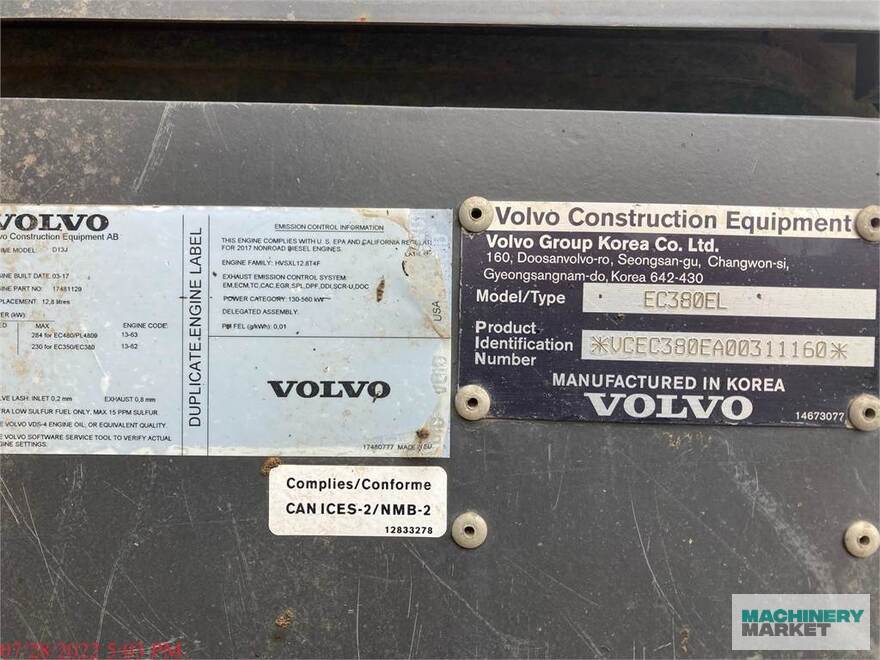 VOLVO
Construction Equipment AB
MODEL D13J
BUILT DATE 03-17
PART NO 17481129
12,8 litres
(kW)
MAX ENGINE CODE:
284 for EC480/PL4809 13-63
230 for EC350/EC380 13-62
LASH: INLET 0,2 mm EXHAUST 0,8 mm
LOW SULFUR FUEL ONLY. MAX 15 PPM SULFUR
VOLVO VDS-4 ENGINE OIL, OR EQUIVALENT QUALITY.
VOLVO SOFTWARE SERVICE TOOL TO VERIFY ACTUAL
SETTINGS.
DUPLICATE ENGINE LABEL
EMISSION CONTROL INFORMATION
THIS ENGINE COMPLIES WITH U. S. EPA AND CALIFORNIA
FOR 2017 NONROAD DIESEL ENGINES.
ENGINE FAMILY: HVSXL12.8T4F
EXHAUST EMISSION CONTROL SYSTEM:
EM,ECM,TC,CAC,EGR,SPL,DPF,DDI,SCR-U,DOC
POWER CATEGORY: 130-560 kW
DELEGATED ASSEMBLY:
FEL (g/kWh): 0,01
USA
VOLVO
17480777 MADE IN
Complies/Conforme
CAN ICES-2/NMB-2
12833278
Volvo Construction Equipment
Volvo Group Korea Co. Ltd.
160, Doosanvolvo-ro, Seongsan-gu, Changwon-si,
Gyeongsangnam-do, Korea 642-430
Model/Type EC380EL
Product
Identification *VCEC380EA00311160*
Number
MANUFACTURED IN KOREA
VOLVO
14673077
07/28/2022 5:03 PM
MACHINERY
MARKET